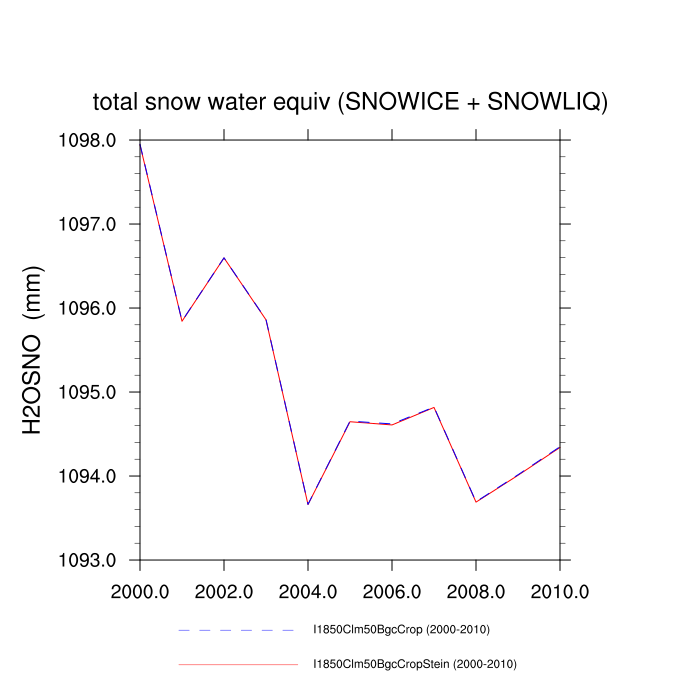 total snow water equiv (SNOWICE + SNOWLIQ)
H2OSNO (mm)
1098.0
1097.0
1096.0
1095.0
1094.0
1093.0
2000.0 2002.0 2004.0 2006.0 2008.0 2010.0
I1850Clm50BgcCrop (2000-2010)
I1850Clm50BgcCropStein (2000-2010)